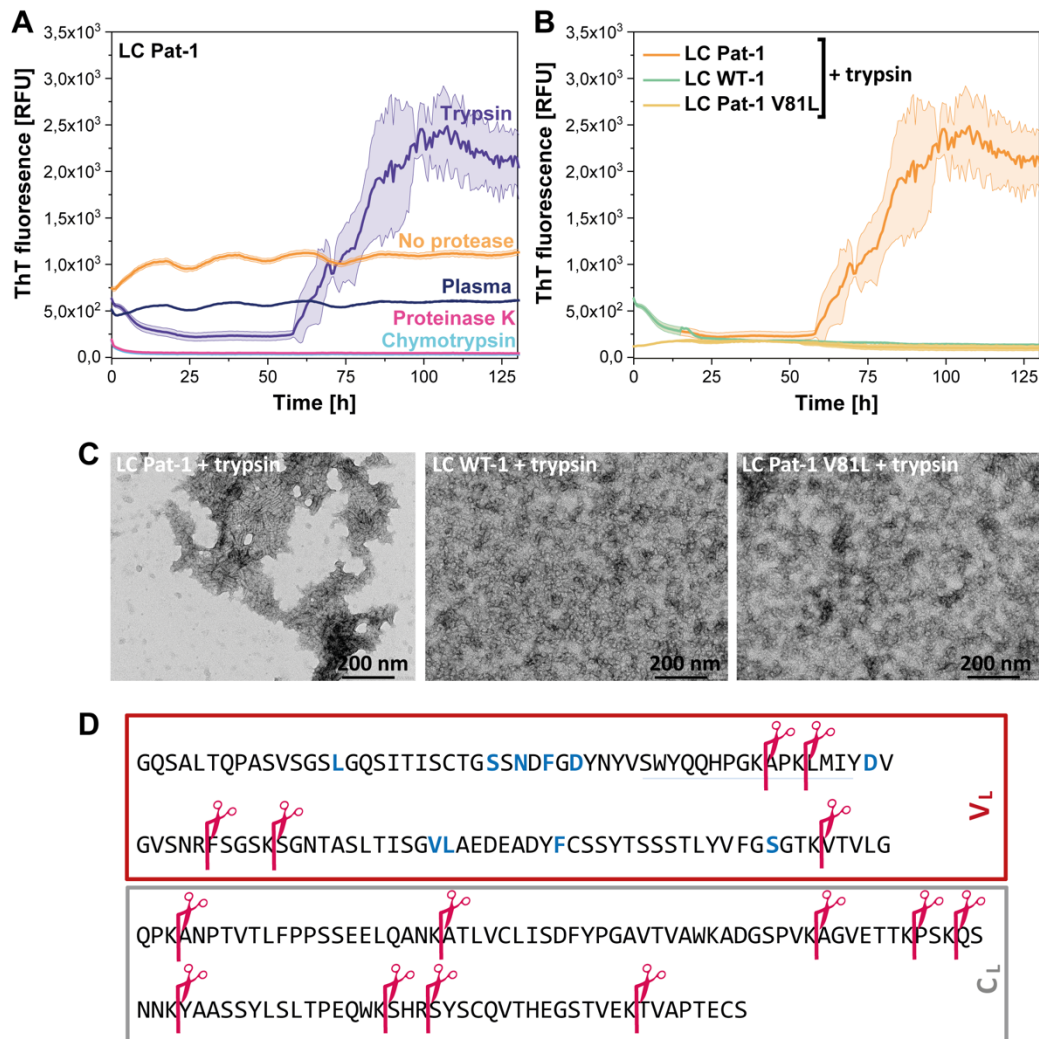 A
LC Pat-1
ThT fluorescence [RFU]
3,5x10³
3,0x10³
2,5x10³
2,0x10³
1,5x10³
1,0x10³
5,0x10²
0,0
Trypsin
No protease
Plasma
Proteinase K
Chymotrypsin
0 25 50 75 100 125
Time [h]
B
ThT fluorescence [RFU]
3,5x10³
3,0x10³
2,5x10³
2,0x10³
1,5x10³
1,0x10³
5,0x10²
0,0
LC Pat-1
LC WT-1
LC Pat-1 V81L
+ trypsin
0 25 50 75 100 125
Time [h]
C
LC Pat-1 + trypsin
200 nm
LC WT-1 + trypsin
200 nm
LC Pat-1 V81L + trypsin
200 nm
D
GQSALTQPASVSGSLGQSITISCTGSSNDFGDYNYVSWYQQHPGKAPKLMIYDV
GVSNRFSGSKSGNTASLTISGVLAEDEADYFCSSYTSSSTLYVFGSGTKVTVLG
VL
QPKANPTVTLFPPSSEELQANKATLVCLISDFYPGAVTVAWKADGSPVKAGVETTKPSKQS
NNKYAASSYLSLTPEQWKSHRSYSCQVTHEGSTVEKTVAPTECS
CL